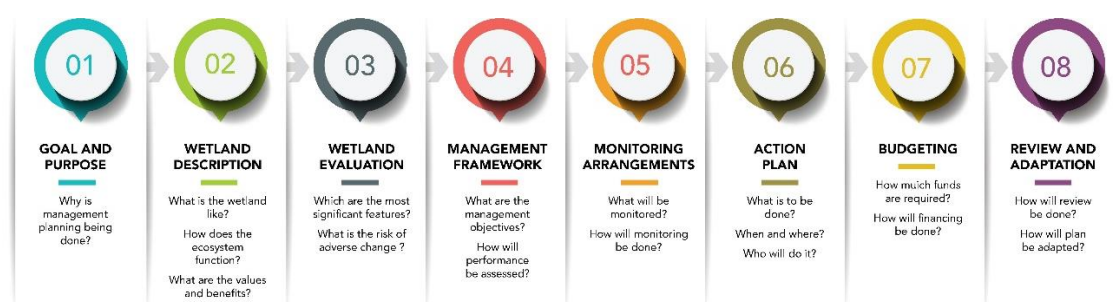 01
GOAL AND
PURPOSE
Why is
management
planning being
done?
02
WETLAND
DESCRIPTION
What is the wetland
like?
How does the
ecosystem
function?
What are the values
and benefits?
03
WETLAND
EVALUATION
Which are the most
significant features?
What is the risk of
adverse change ?
04
MANAGEMENT
FRAMEWORK
What are the
management
objectives?
How will
performance
be assessed?
05
MONITORING
ARRANGEMENTS
What will be
monitored?
How will monitoring
be done?
06
ACTION
PLAN
What is to be
done?
When and where?
Who will do it?
07
BUDGETING
How muich funds
are required?
How will financing
be done?
08
REVIEW AND
ADAPTATION
How will review
be done?
How will plan
be adapted?